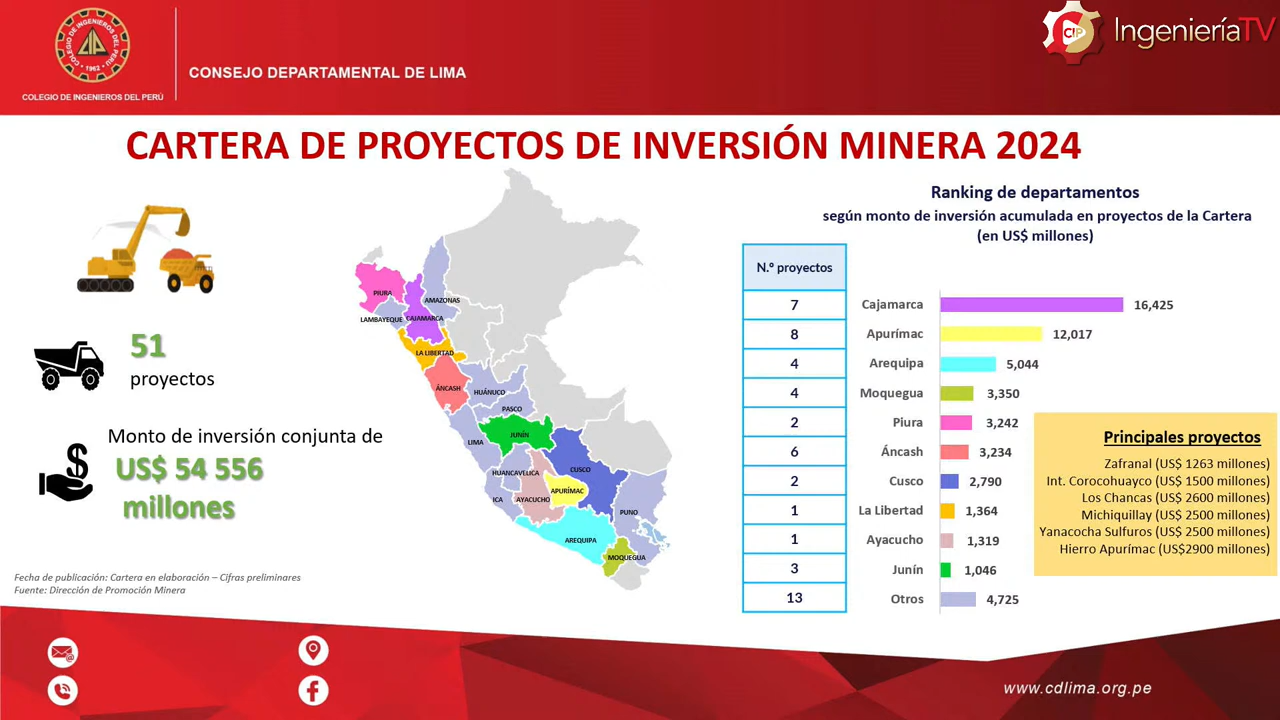 COLEGIO DE INGENIEROS DEL PERÚ
CIP
1962
COLEGIO DE INGENIEROS DEL PERÚ
CONSEJO DEPARTAMENTAL DE LIMA
CIP
IngenieríaTV
CARTERA DE PROYECTOS DE INVERSIÓN MINERA 2024
51
proyectos
Monto de inversión conjunta de
US$ 54 556
millones
Fecha de publicación: Cartera en elaboración – Cifras preliminares
Fuente: Dirección de Promoción Minera
PIURA
AMAZONAS
LAMBAYEQUE
CAJAMARCA
LA LIBERTAD
ÁNCASH
HUÁNUCO
PASCO
LIMA
JUNÍN
HUANCAVELICA
CUSCO
ICA
AYACUCHO
APURÍMAC
PUNO
AREQUIPA
MOQUEGUA
Ranking de departamentos
según monto de inversión acumulada en proyectos de la Cartera
(en US$ millones)
N.º proyectos
7 Cajamarca 16,425
8 Apurímac 12,017
4 Arequipa 5,044
4 Moquegua 3,350
2 Piura 3,242
6 Áncash 3,234
2 Cusco 2,790
1 La Libertad 1,364
1 Ayacucho 1,319
3 Junín 1,046
13 Otros 4,725
Principales proyectos
Zafranal (US$ 1263 millones)
Int. Corocohuayco (US$ 1500 millones)
Los Chancas (US$ 2600 millones)
Michiquillay (US$ 2500 millones)
Yanacocha Sulfuros (US$ 2500 millones)
Hierro Apurímac (US$2900 millones)
www.cdlima.org.pe